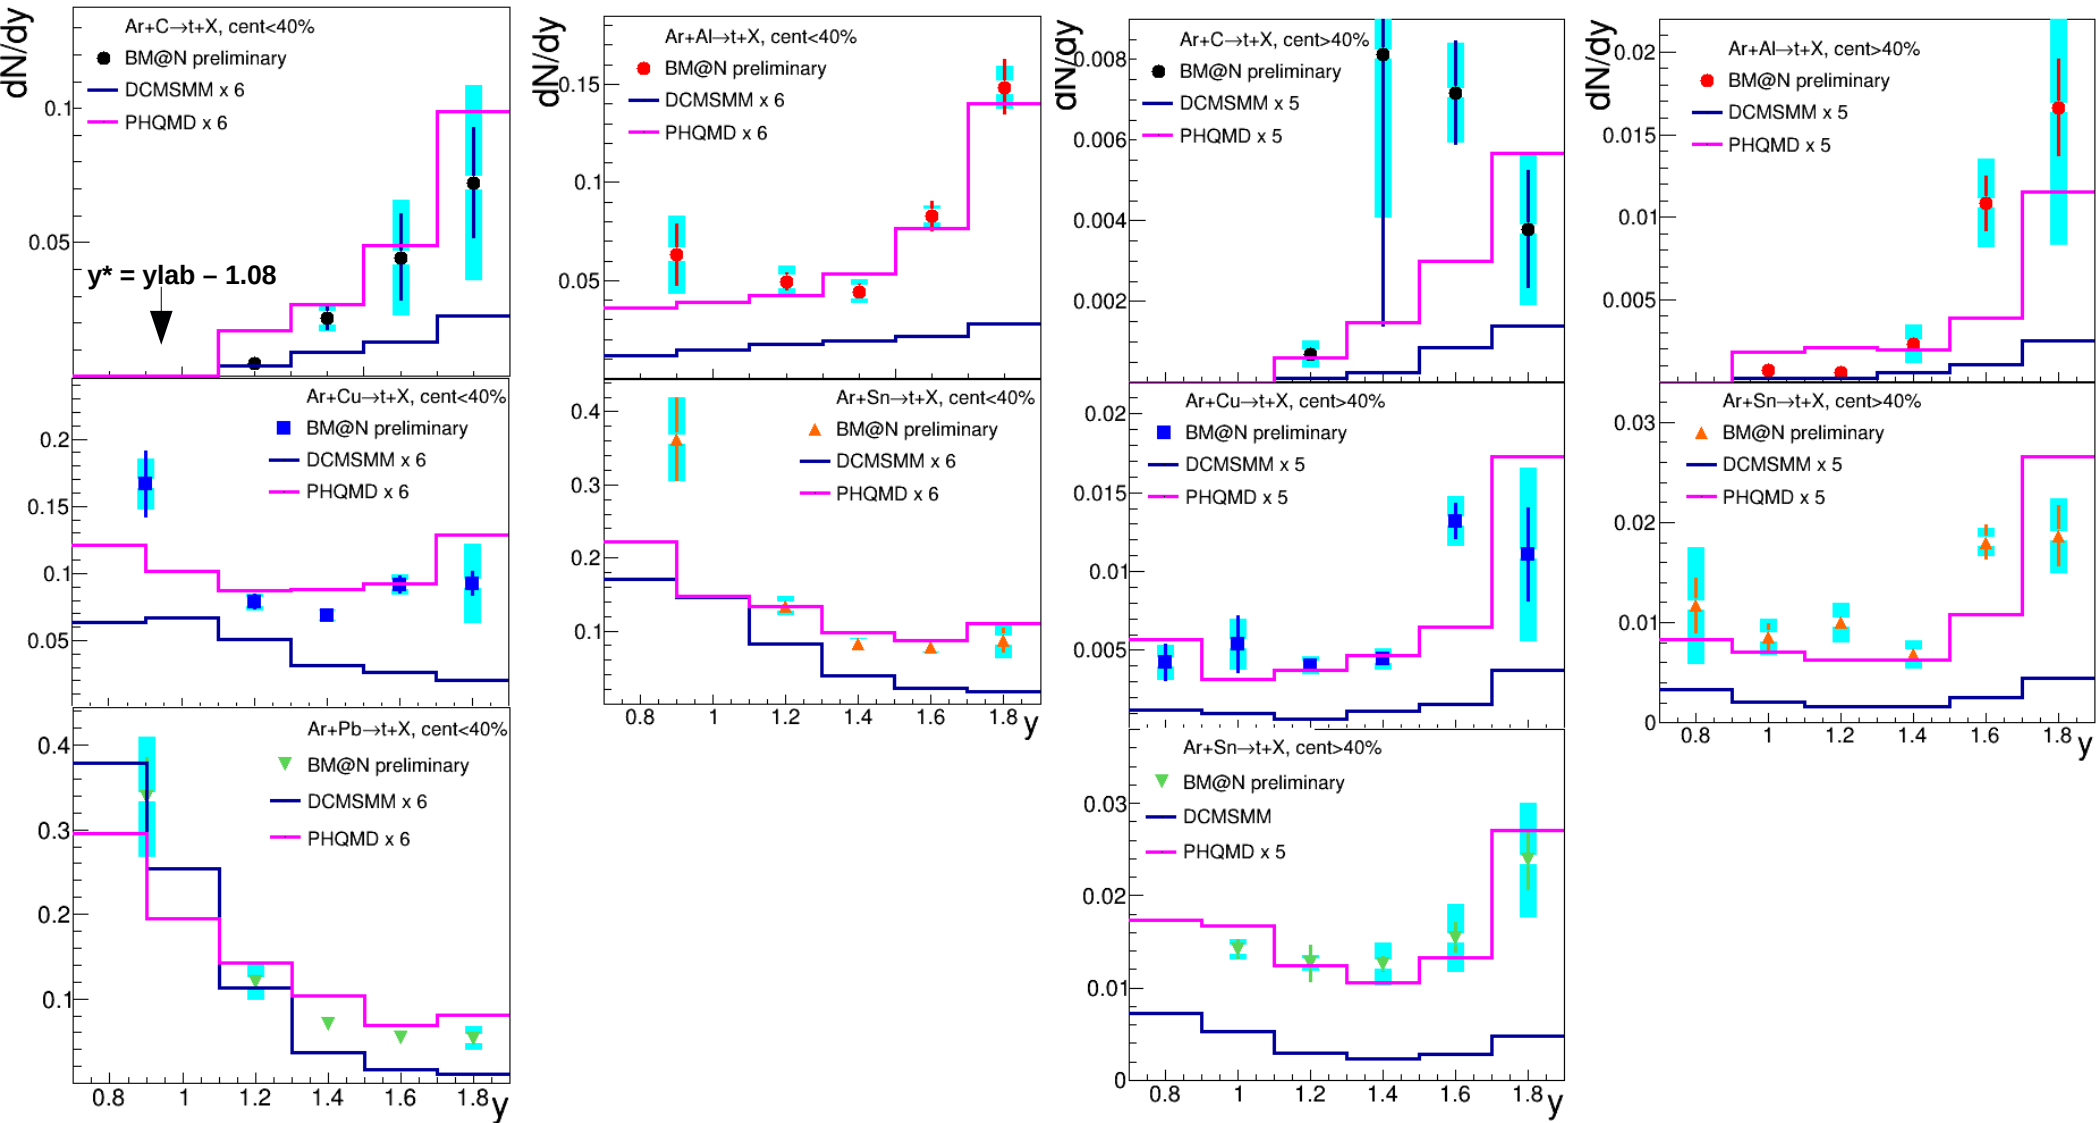 dN/dy
Ar+C→t+X, cent<40%
BM@N preliminary
DCMSMM x 6
PHQMD x 6
0.1
0.05
y* = ylab – 1.08
dN/dy
Ar+Al→t+X, cent<40%
BM@N preliminary
DCMSMM x 6
PHQMD x 6
0.15
0.1
0.05
dN/dy
Ar+C→t+X, cent>40%
BM@N preliminary
DCMSMM x 5
PHQMD x 5
0.008
0.006
0.004
0.002
dN/dy
Ar+Al→t+X, cent>40%
BM@N preliminary
DCMSMM x 5
PHQMD x 5
0.02
0.015
0.01
0.005
Ar+Cu→t+X, cent<40%
BM@N preliminary
DCMSMM x 6
PHQMD x 6
0.2
0.15
0.1
0.05
Ar+Sn→t+X, cent<40%
BM@N preliminary
DCMSMM x 6
PHQMD x 6
0.4
0.3
0.2
0.1
0.8 1 1.2 1.4 1.6 1.8 y
Ar+Cu→t+X, cent>40%
BM@N preliminary
DCMSMM x 5
PHQMD x 5
0.02
0.015
0.01
0.005
Ar+Sn→t+X, cent>40%
BM@N preliminary
DCMSMM x 5
PHQMD x 5
0.03
0.02
0.01
0
0.8 1 1.2 1.4 1.6 1.8 y
Ar+Pb→t+X, cent<40%
BM@N preliminary
DCMSMM x 6
PHQMD x 6
0.4
0.3
0.2
0.1
0.8 1 1.2 1.4 1.6 1.8 y
Ar+Sn→t+X, cent>40%
BM@N preliminary
DCMSMM
PHQMD x 5
0.03
0.02
0.01
0
0.8 1 1.2 1.4 1.6 1.8 y